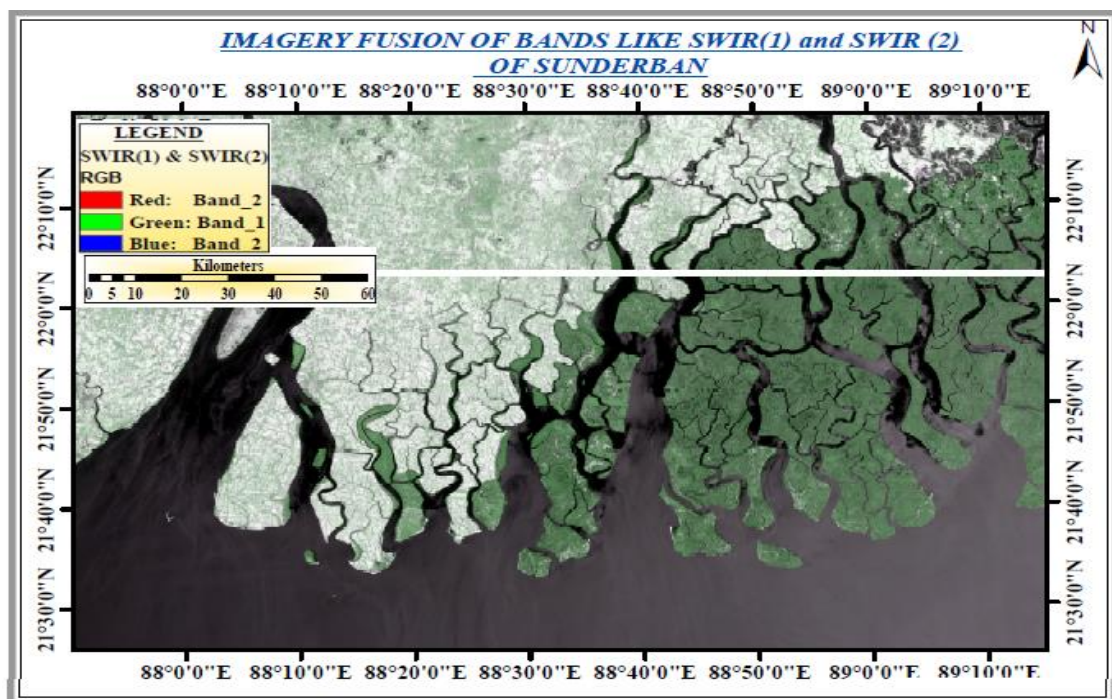 IMAGERY FUSION OF BANDS LIKE SWIR(1) and SWIR (2)
OF SUNDERBAN
N
88°0'0"E 88°10'0"E 88°20'0"E 88°30'0"E 88°40'0"E 88°50'0"E 89°0'0"E 89°10'0"E
LEGEND
SWIR(1) & SWIR(2)
RGB
Red: Band_2
Green: Band_1
Blue: Band_2
Kilometers
0 5 10 20 30 40 50 60
22°10'0"N
22°0'0"N
21°50'0"N
21°40'0"N
21°30'0"N
22°10'0"N
22°0'0"N
21°50'0"N
21°40'0"N
21°30'0"N
88°0'0"E 88°10'0"E 88°20'0"E 88°30'0"E 88°40'0"E 88°50'0"E 89°0'0"E 89°10'0"E